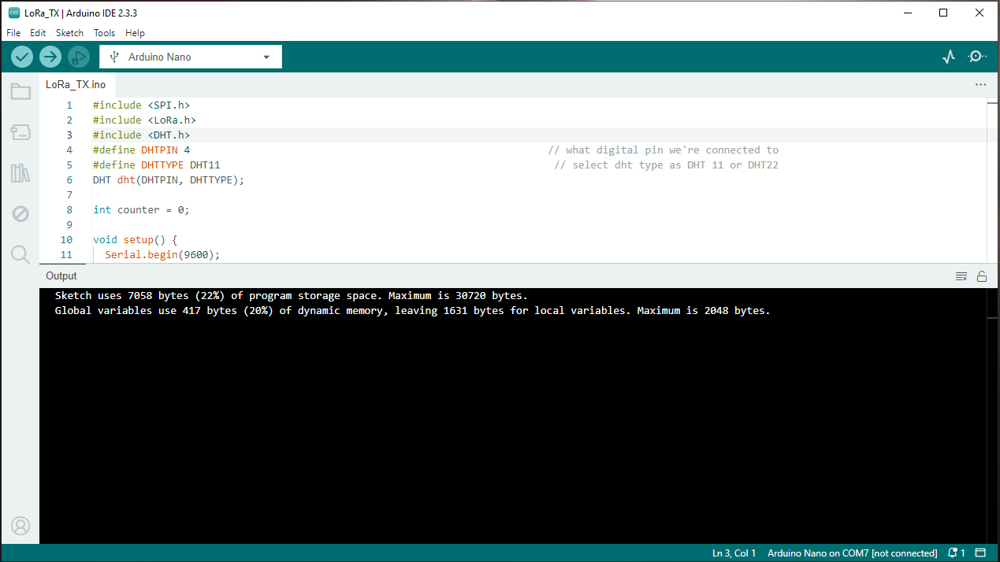 LoRa_TX | Arduino IDE 2.3.3
File Edit Sketch Tools Help
Arduino Nano
LoRa_TX.ino
1 #include <SPI.h>
2 #include <LoRa.h>
3 #include <DHT.h>
4 #define DHTPIN 4 // what digital pin we're connected to
5 #define DHTTYPE DHT11 // select dht type as DHT 11 or DHT22
6 DHT dht(DHTPIN, DHTTYPE);
7
8 int counter = 0;
9
10 void setup() {
11 Serial.begin(9600);
Output
Sketch uses 7058 bytes (22%) of program storage space. Maximum is 30720 bytes.
Global variables use 417 bytes (20%) of dynamic memory, leaving 1631 bytes for local variables. Maximum is 2048 bytes.
Ln 3, Col 1 Arduino Nano on COM7 [not connected] 1